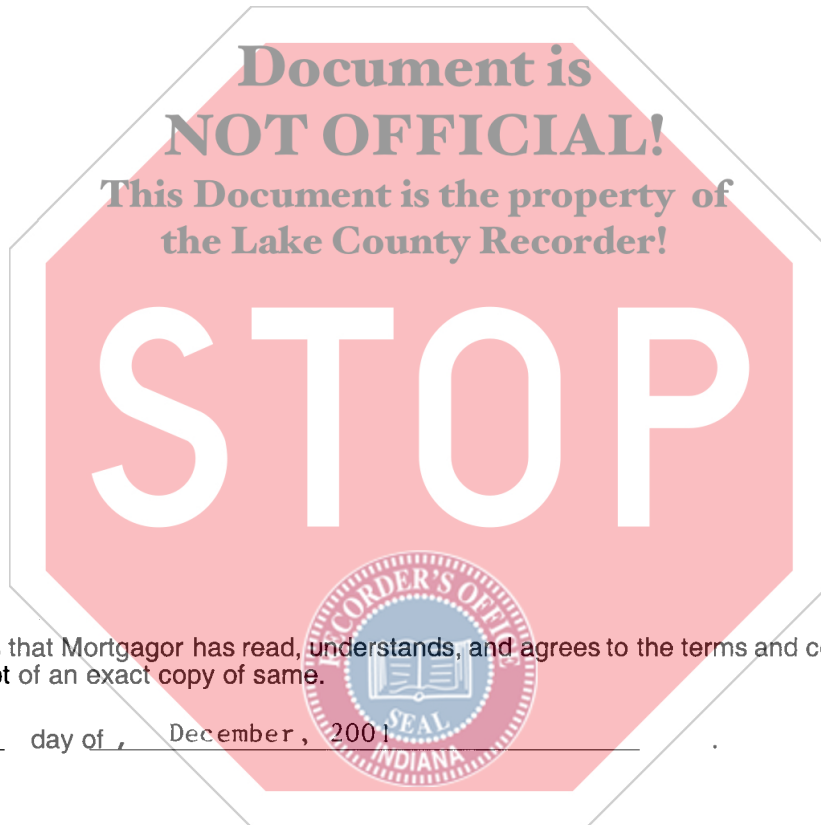 Document is
NOT OFFICIAL!
This Document is the property of
the Lake County Recorder!
STOP
RECORDER'S OFFICE
that Mortgagor has read, understands, and agrees to the terms and
of an exact copy of same.
SEAL
day of , December, 2001 .
INDIANA